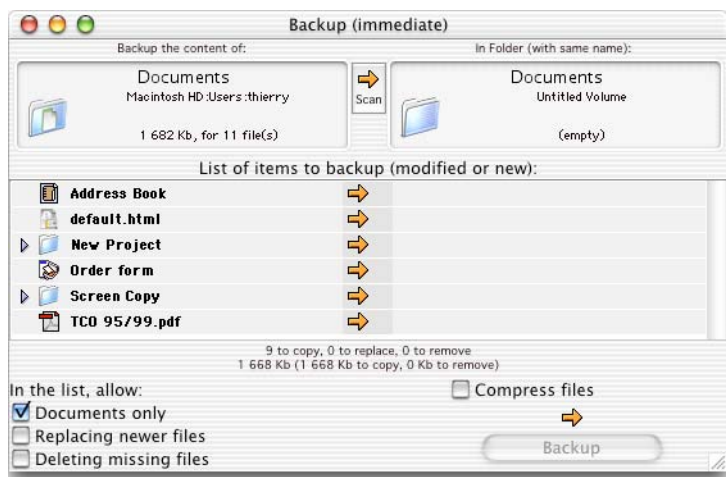 Backup (immediate)
Backup the content of:
In Folder (with same name):
Documents
Macintosh HD:Users:thierry
1 682 Kb, for 11 file(s)
Scan
Documents
Untitled Volume
(empty)
List of items to backup (modified or new):
Address Book
default.html
New Project
Order form
Screen Copy
TCO 95/99.pdf
9 to copy, 0 to replace, 0 to remove
1 668 Kb (1 668 Kb to copy, 0 Kb to remove)
In the list, allow:
Documents only
Replacing newer files
Deleting missing files
Compress files
Backup